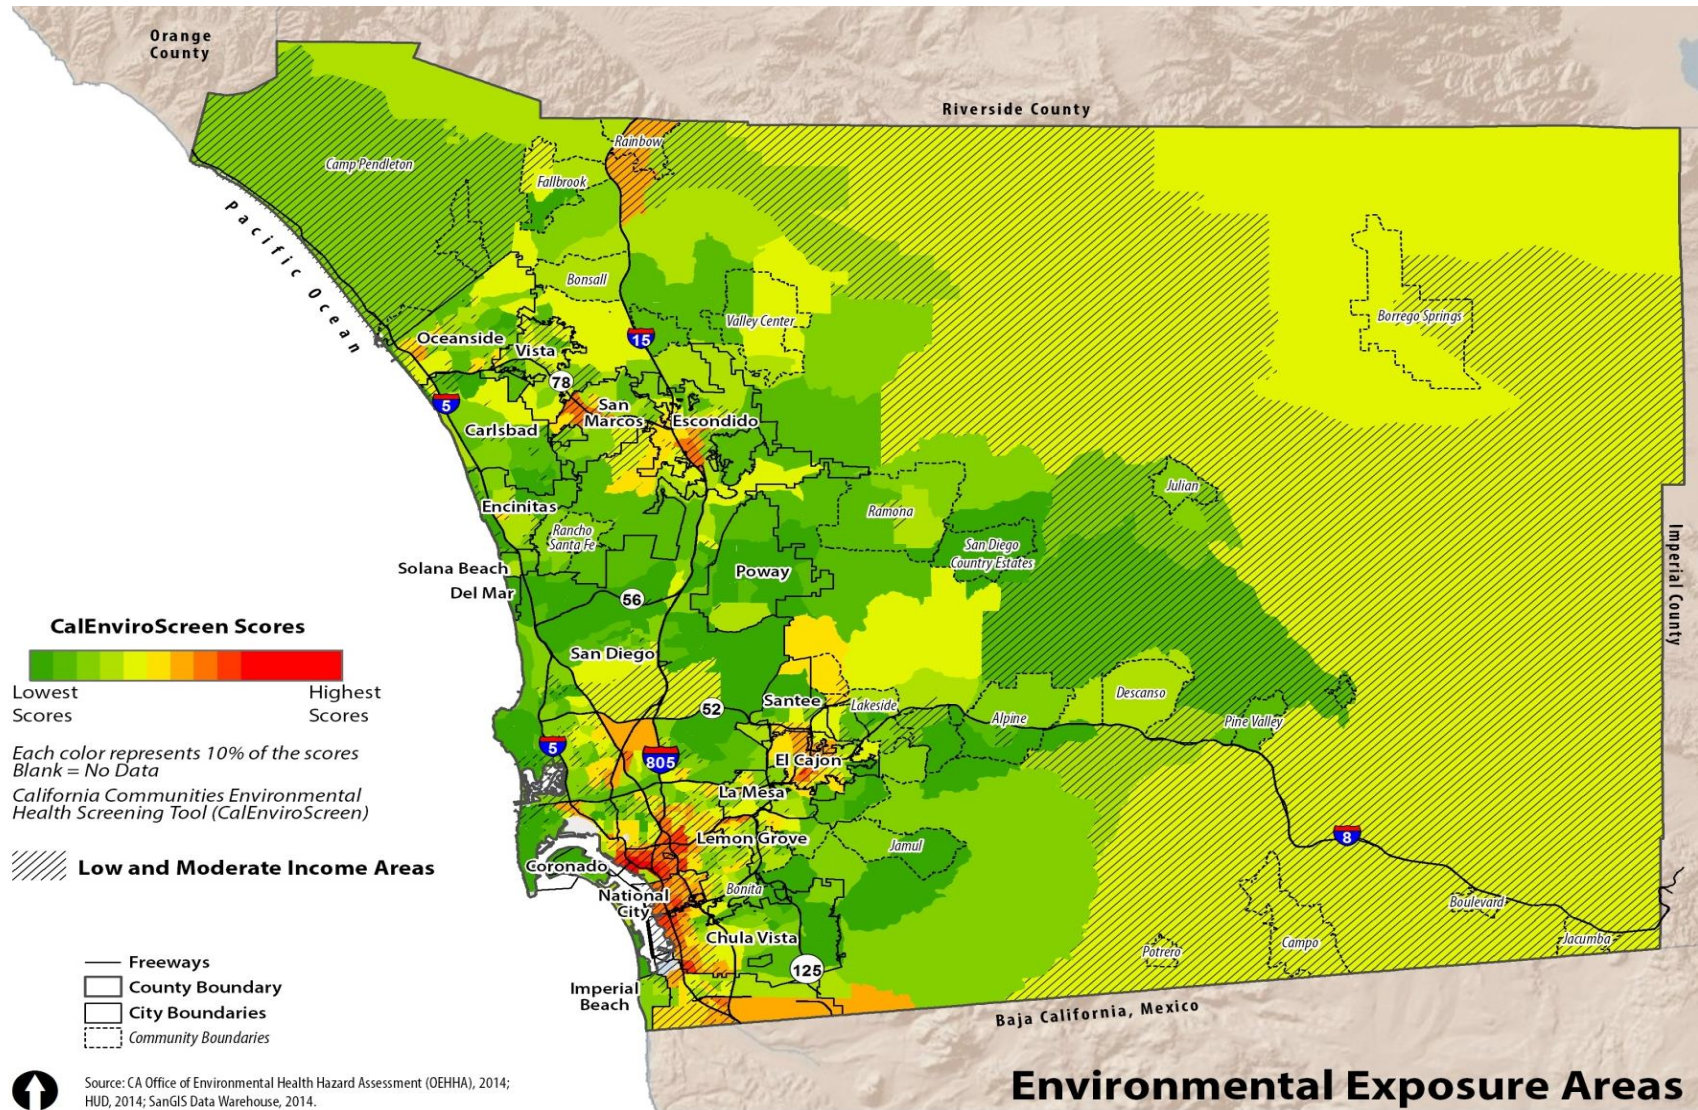 Orange
County
Riverside County
Rainbow
Camp Pendleton
Fallbrook
Pacific Ocean
Bonsall
Valley Center
Borrego Springs
Oceanside
Vista
15
78
5
San
Marcos
Escondido
Carlsbad
Julian
Encinitas
Ramona
Rancho
Santa Fe
San Diego
Country Estates
Imperial County
Solana Beach
Poway
Del Mar
56
CalEnviroScreen Scores
San Diego
Lowest
Scores
Highest
Scores
Descanso
Santee
52
Lakeside
Alpine
Pine Valley
Each color represents 10% of the scores
Blank = No Data
5
805
El Cajon
California Communities Environmental
Health Screening Tool (CalEnviroScreen)
La Mesa
Lemon Grove
8
Jamul
Low and Moderate Income Areas
Coronado
National
City
Bonita
Boulevard
Chula Vista
Jacumba
Campo
Potrero
Freeways
125
County Boundary
Imperial
Beach
City Boundaries
Baja California, Mexico
Community Boundaries
Source: CA Office of Environmental Health Hazard Assessment (OEHHA), 2014;
HUD, 2014; SanGIS Data Warehouse, 2014.
Environmental Exposure Areas